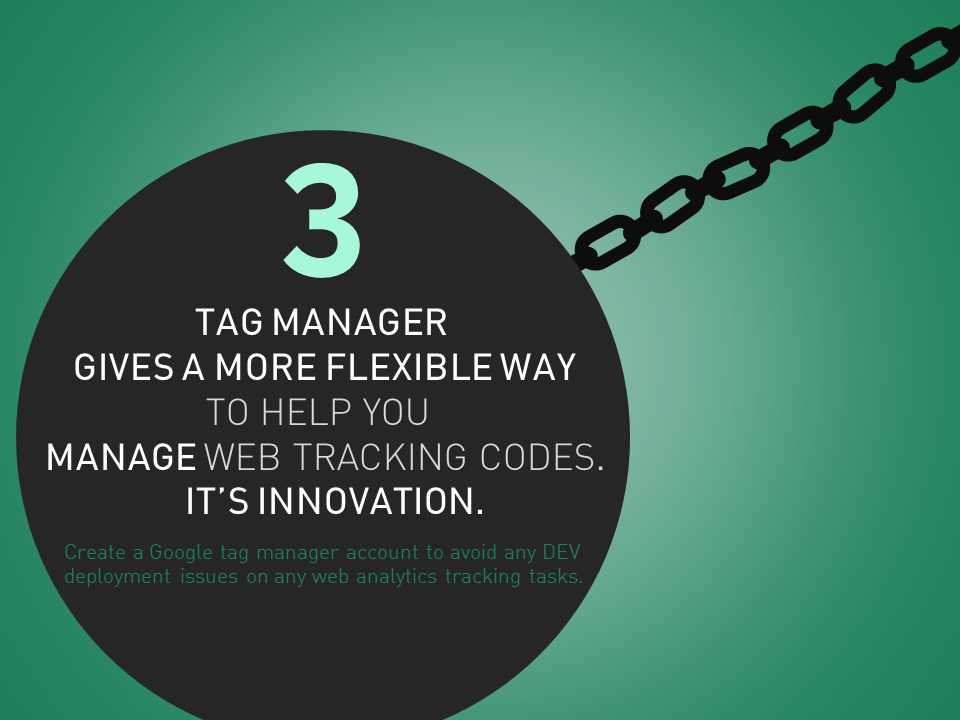 3
TAG MANAGER
GIVES A MORE FLEXIBLE WAY
TO HELP YOU
MANAGE WEB TRACKING CODES.
IT’S INNOVATION.
Create a Google tag manager account to avoid any DEV
deployment issues on any web analytics tracking tasks.